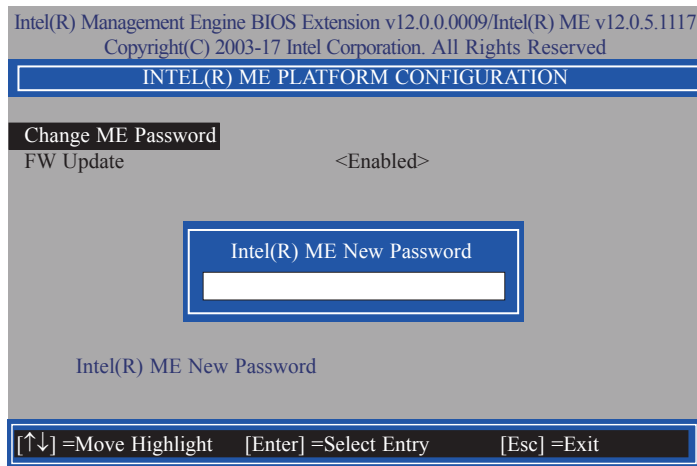 Intel(R) Management Engine BIOS Extension v12.0.0.0009/Intel(R) ME v12.0.5.1117
Copyright(C) 2003-17 Intel Corporation. All Rights Reserved
INTEL(R) ME PLATFORM CONFIGURATION
Change ME Password
FW Update <Enabled>
Intel(R) ME New Password
Intel(R) ME New Password
[↑↓] =Move Highlight [Enter] =Select Entry [Esc] =Exit